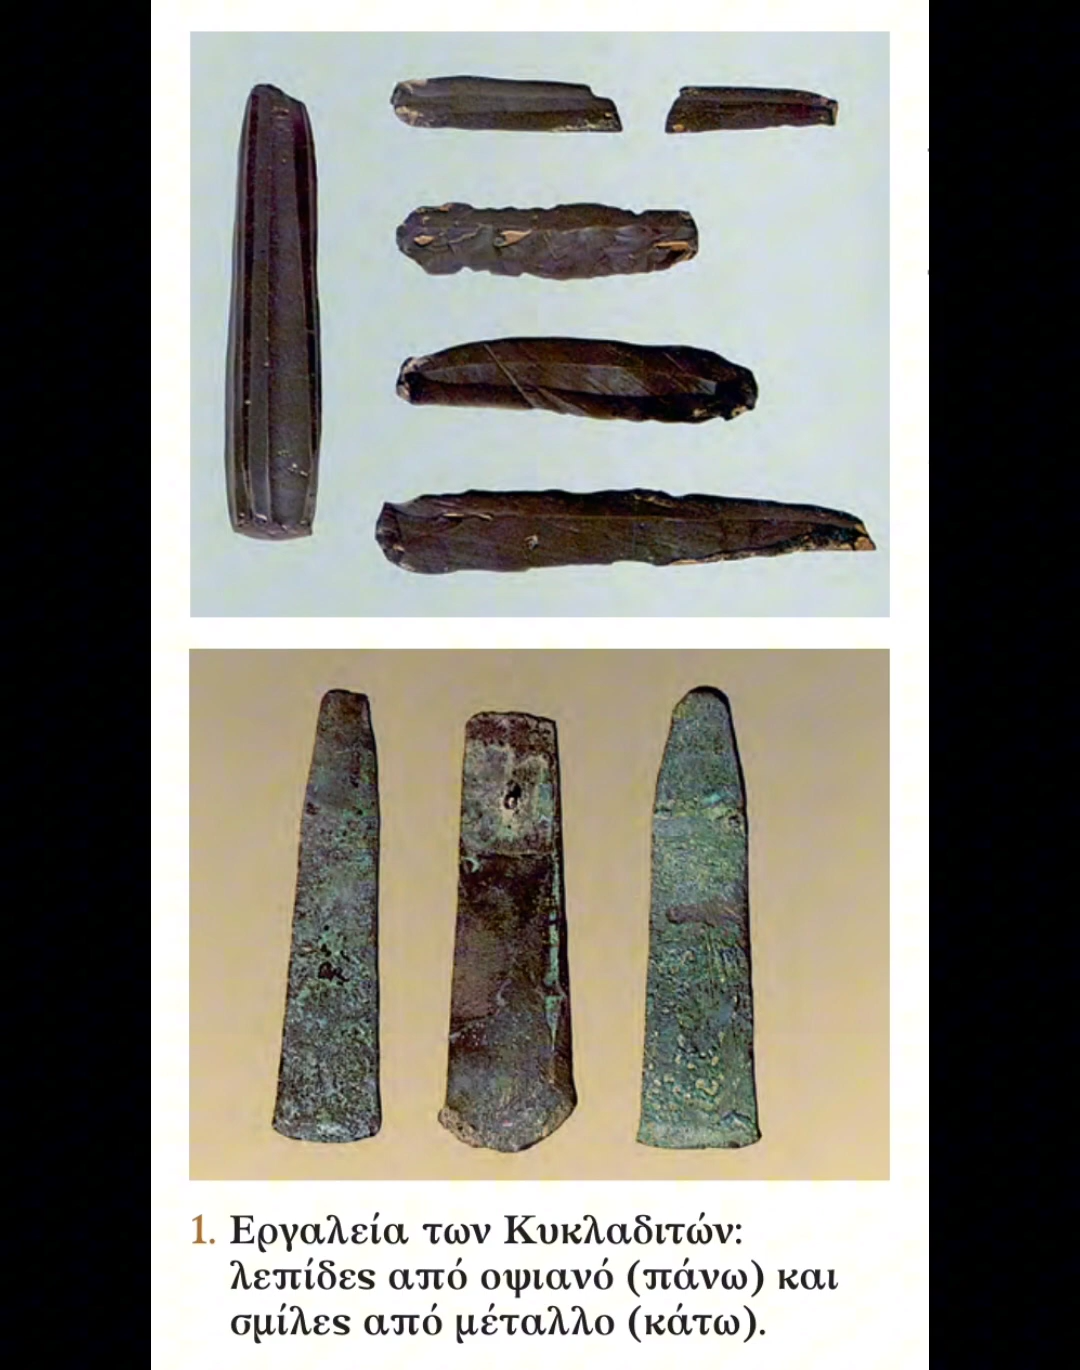 1. Εργαλεία των Κυκλαδιτών:
λεπίδες από οψιανό (πάνω) και
σμίλες από μέταλλο (κάτω).